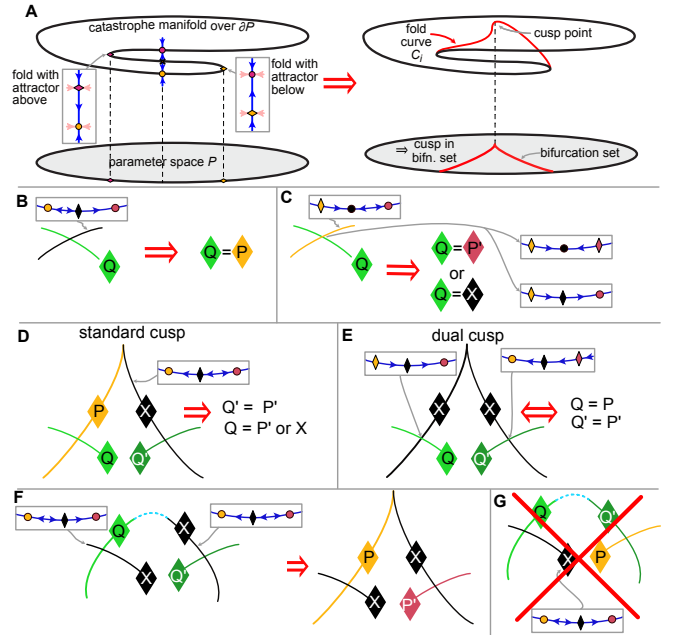 A
catastrophe manifold over ∂P
fold with
attractor
above
fold with
attractor
below
parameter space P
fold
curve
C_i
cusp point
⇒ cusp in
bifn. set
bifurcation set
B
Q
Q = P
C
Q
Q = P'
or
Q = X
D
standard cusp
P
X
Q
Q'
Q' = P'
Q = P' or X
E
dual cusp
X
X
Q
Q'
Q = P
Q' = P'
F
Q
X
X
Q'
P
X
X
P'
G
Q
Q'
X
P